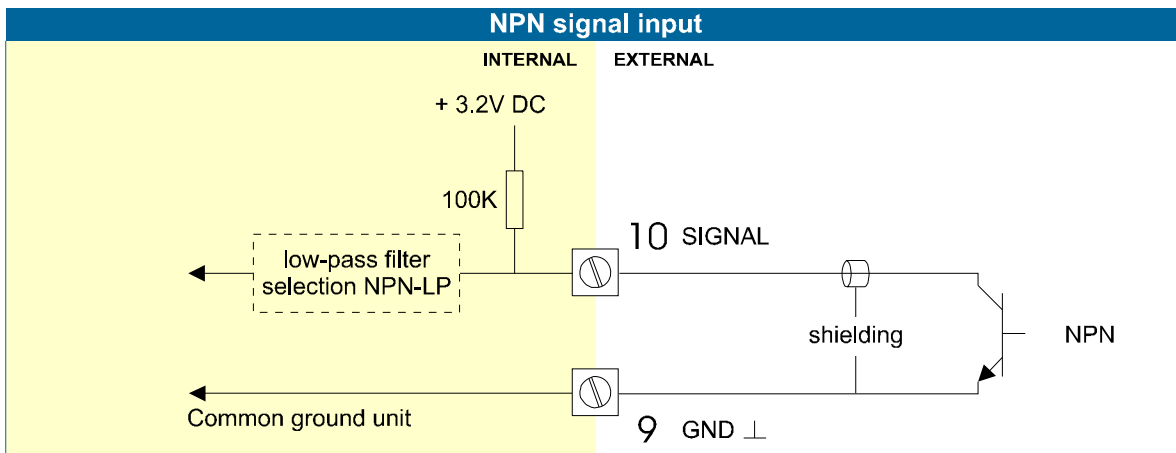 NPN signal input
INTERNAL
EXTERNAL
+ 3.2V DC
100K
10 SIGNAL
low-pass filter
selection NPN-LP
shielding
NPN
Common ground unit
9 GND ⊥